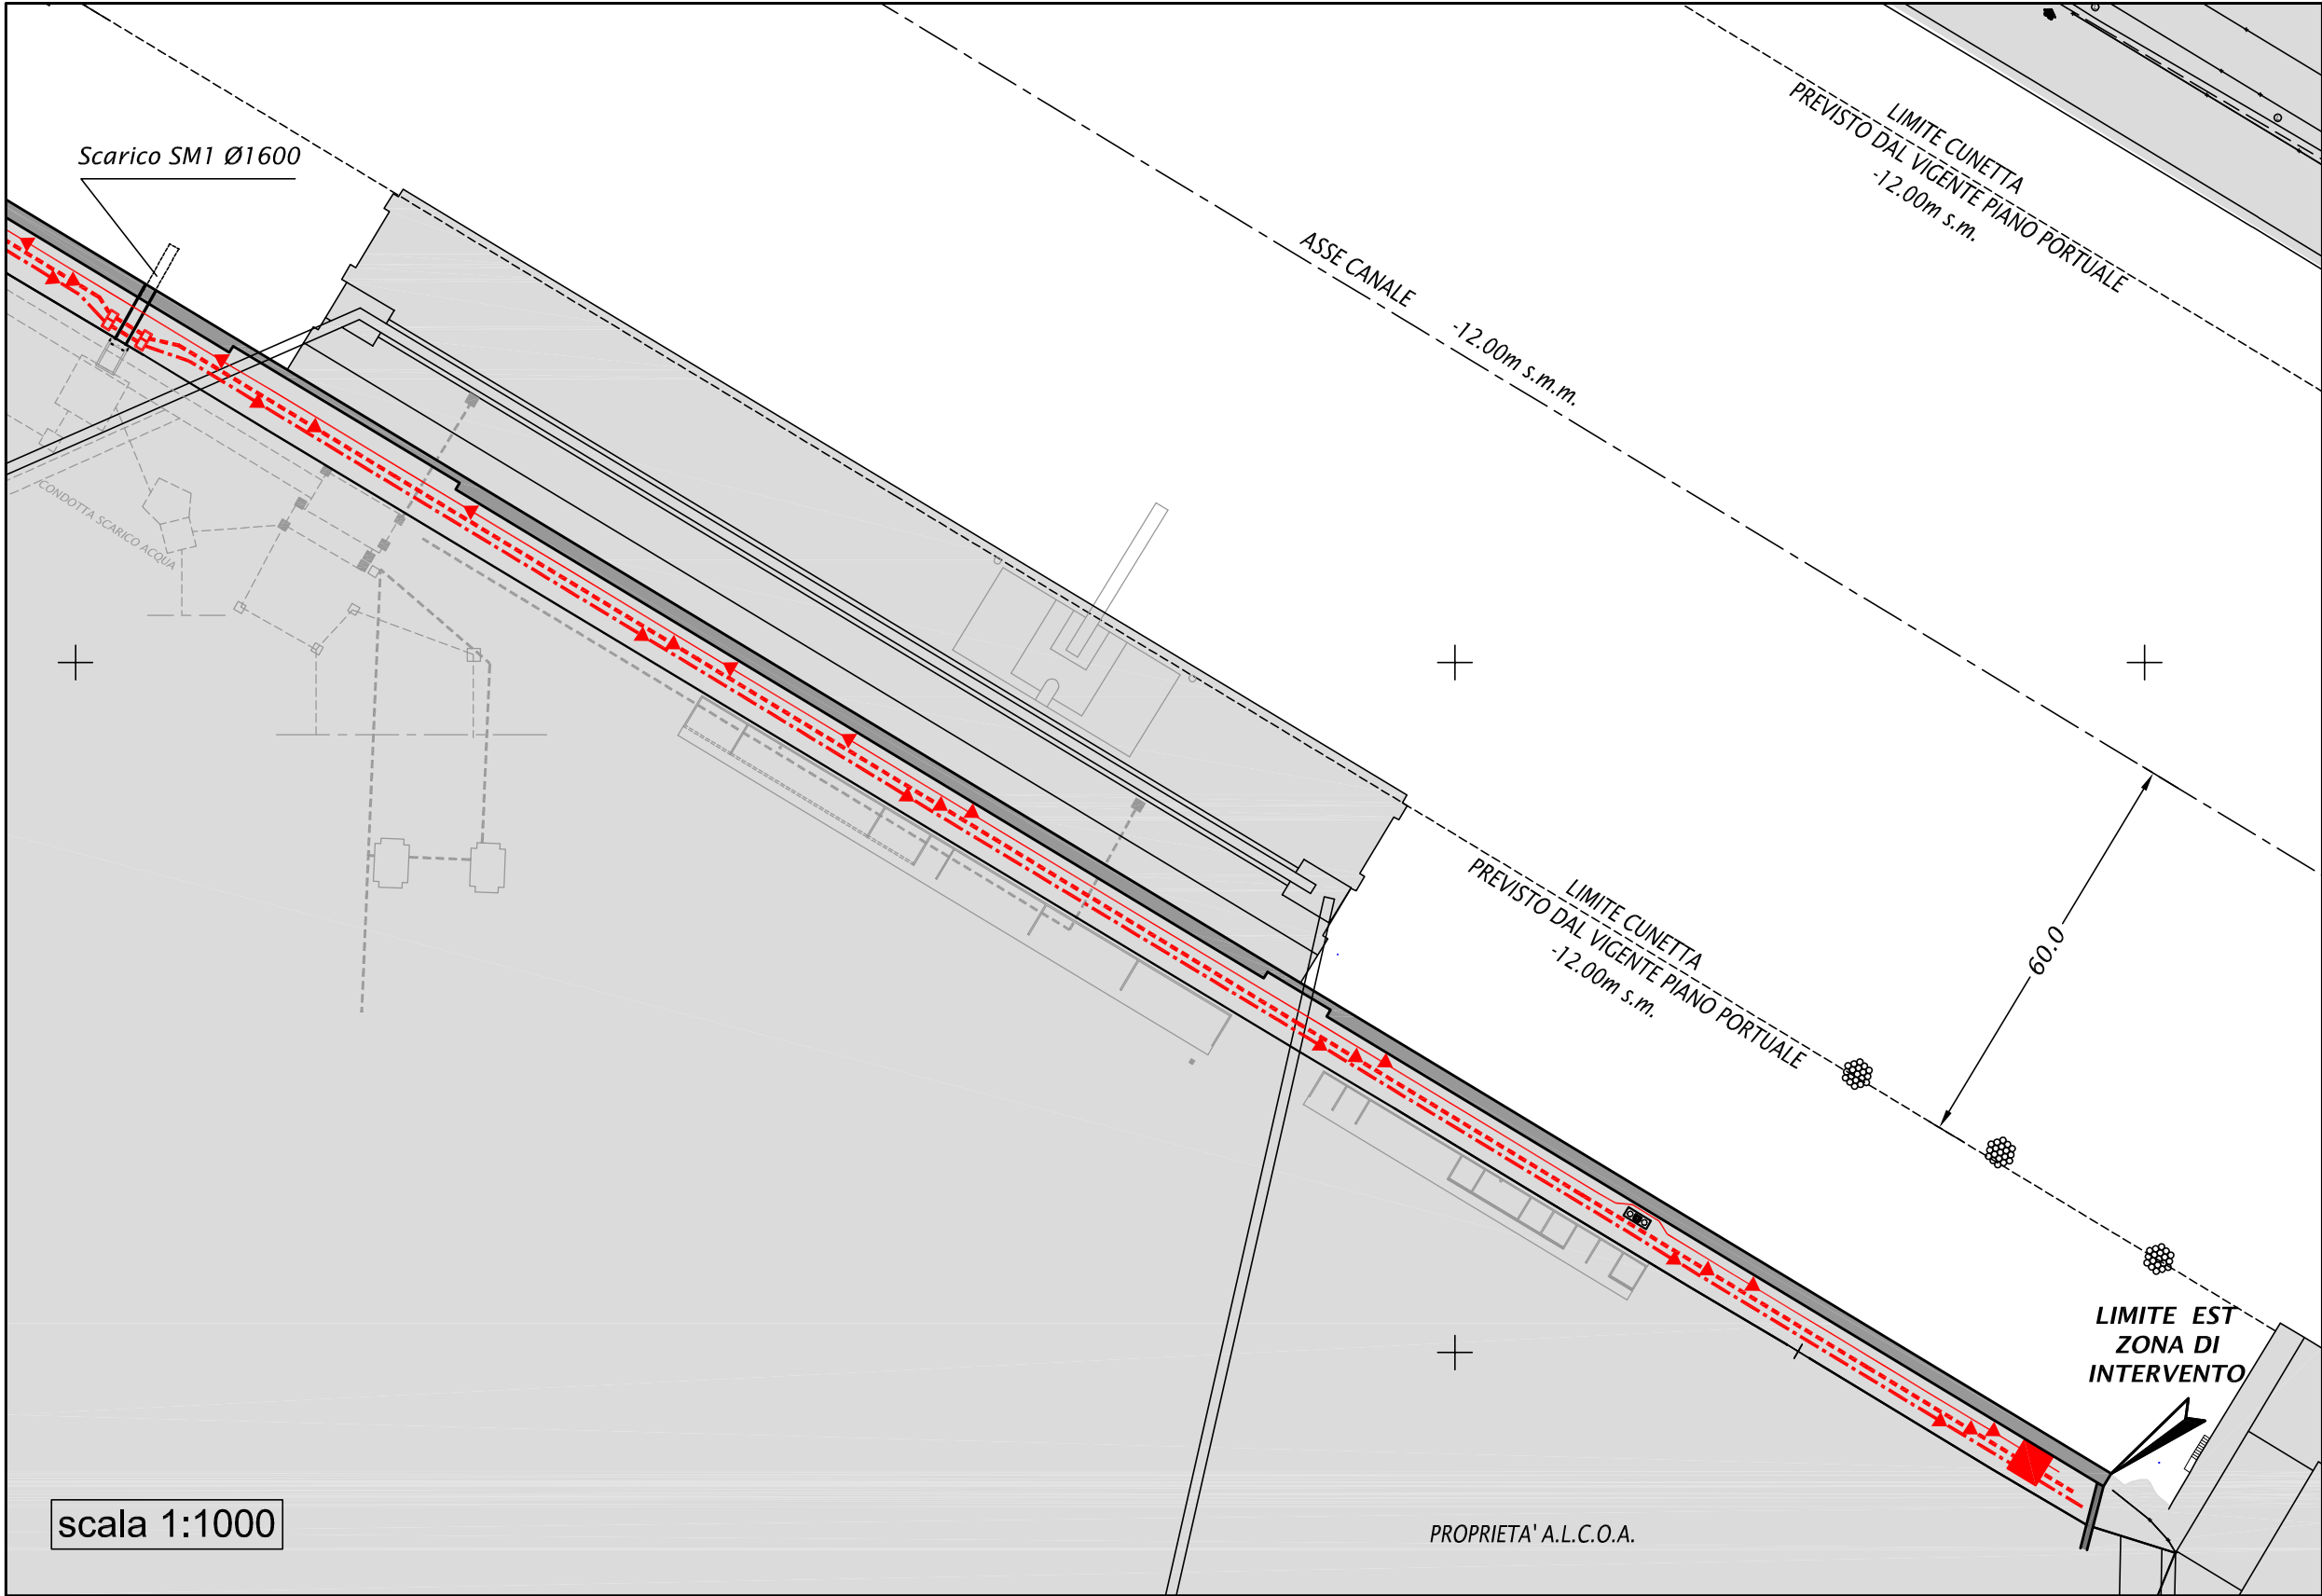 LIMITE CUNETTA
PREVISTO DAL VIGENTE PIANO PORTUALE
-12.00m s.m.
Scarico SM1 Ø1600
ASSE CANALE
-12.00m s.m.m.
CONDOTTA SCARICO ACQUA
LIMITE CUNETTA
PREVISTO DAL VIGENTE PIANO PORTUALE
-12.00m s.m.
60.0
LIMITE EST
ZONA DI
INTERVENTO
scala 1:1000
PROPRIETA' A.L.C.O.A.